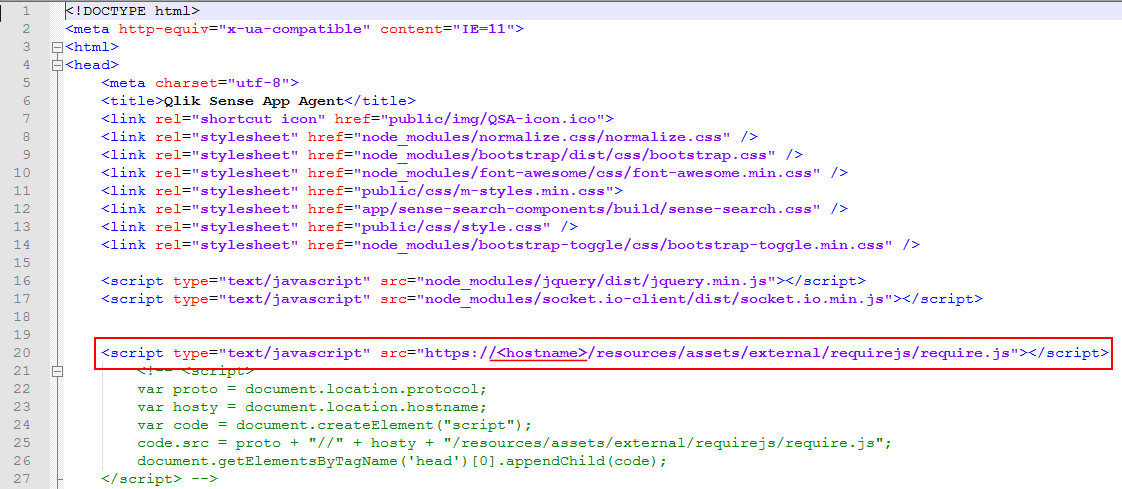 1 <!DOCTYPE html>
2 <meta http-equiv="x-ua-compatible" content="IE=11">
3 <html>
4 <head>
5 <meta charset="utf-8">
6 <title>Qlik Sense App Agent</title>
7 <link rel="shortcut icon" href="public/img/QSA-icon.ico">
8 <link rel="stylesheet" href="node_modules/normalize.css/normalize.css" />
9 <link rel="stylesheet" href="node_modules/bootstrap/dist/css/bootstrap.css" />
10 <link rel="stylesheet" href="node_modules/font-awesome/css/font-awesome.min.css" />
11 <link rel="stylesheet" href="public/css/m-styles.min.css">
12 <link rel="stylesheet" href="app/sense-search-components/build/sense-search.css" />
13 <link rel="stylesheet" href="public/css/style.css" />
14 <link rel="stylesheet" href="node_modules/bootstrap-toggle/css/bootstrap-toggle.min.css" />
15
16 <script type="text/javascript" src="node_modules/jquery/dist/jquery.min.js"></script>
17 <script type="text/javascript" src="node_modules/socket.io-client/dist/socket.io.min.js"></script>
18
19
20 <script type="text/javascript" src="https://<hostname>/resources/assets/external/requirejs/require.js"></script>
21 <!-- <script>
22 var proto = document.location.protocol;
23 var hosty = document.location.hostname;
24 var code = document.createElement("script");
25 code.src = proto + "//" + hosty + "/resources/assets/external/requirejs/require.js";
26 document.getElementsByTagName('head')[0].appendChild(code);
27 </script> -->